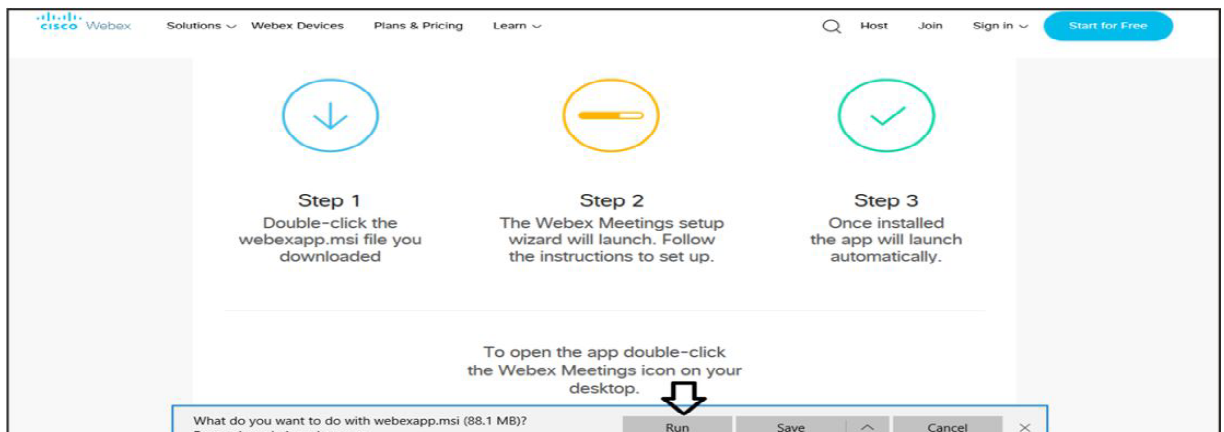 cisco Webex Solutions Webex Devices Plans & Pricing Learn Host Join Sign in Start for Free
Step 1
Double-click the
webexapp.msi file you
downloaded
Step 2
The Webex Meetings setup
wizard will launch. Follow
the instructions to set up.
Step 3
Once installed
the app will launch
automatically.
To open the app double-click
the Webex Meetings icon on your
desktop.
What do you want to do with webexapp.msi (88.1 MB)?
Run Save Cancel